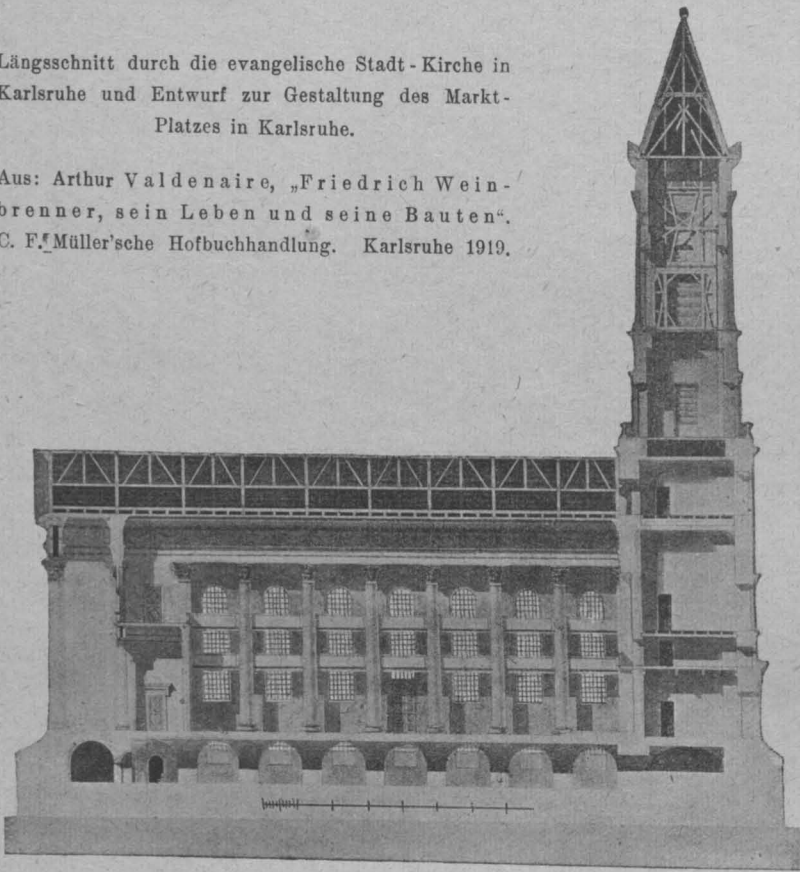 Längsschnitt durch die evangelische Stadt-Kirche in
Karlsruhe und Entwurf zur Gestaltung des Markt-
Platzes in Karlsruhe.
Aus: Arthur Valdenaire, „Friedrich Wein-
brenner, sein Leben und seine Bauten“.
C. F. Müller'sche Hofbuchhandlung. Karlsruhe 1919.